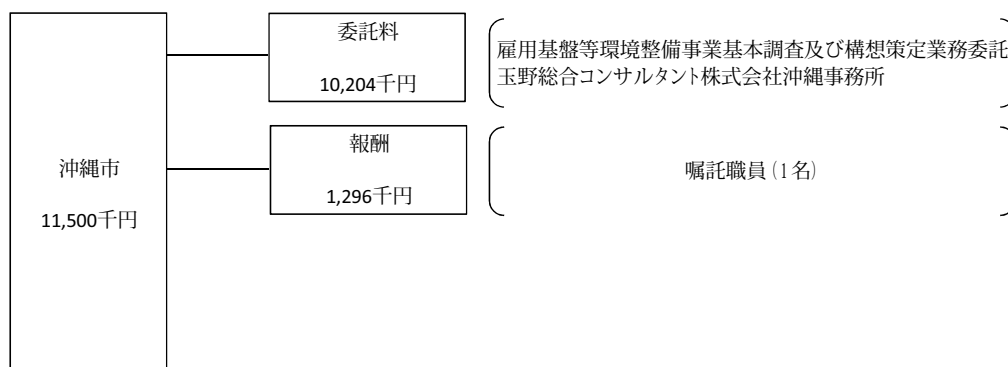 沖縄市
11,500千円
委託料
10,204千円
雇用基盤等環境整備事業基本調査及び構想策定業務委託
玉野総合コンサルタント株式会社沖縄事務所
報酬
1,296千円
嘱託職員(1名)